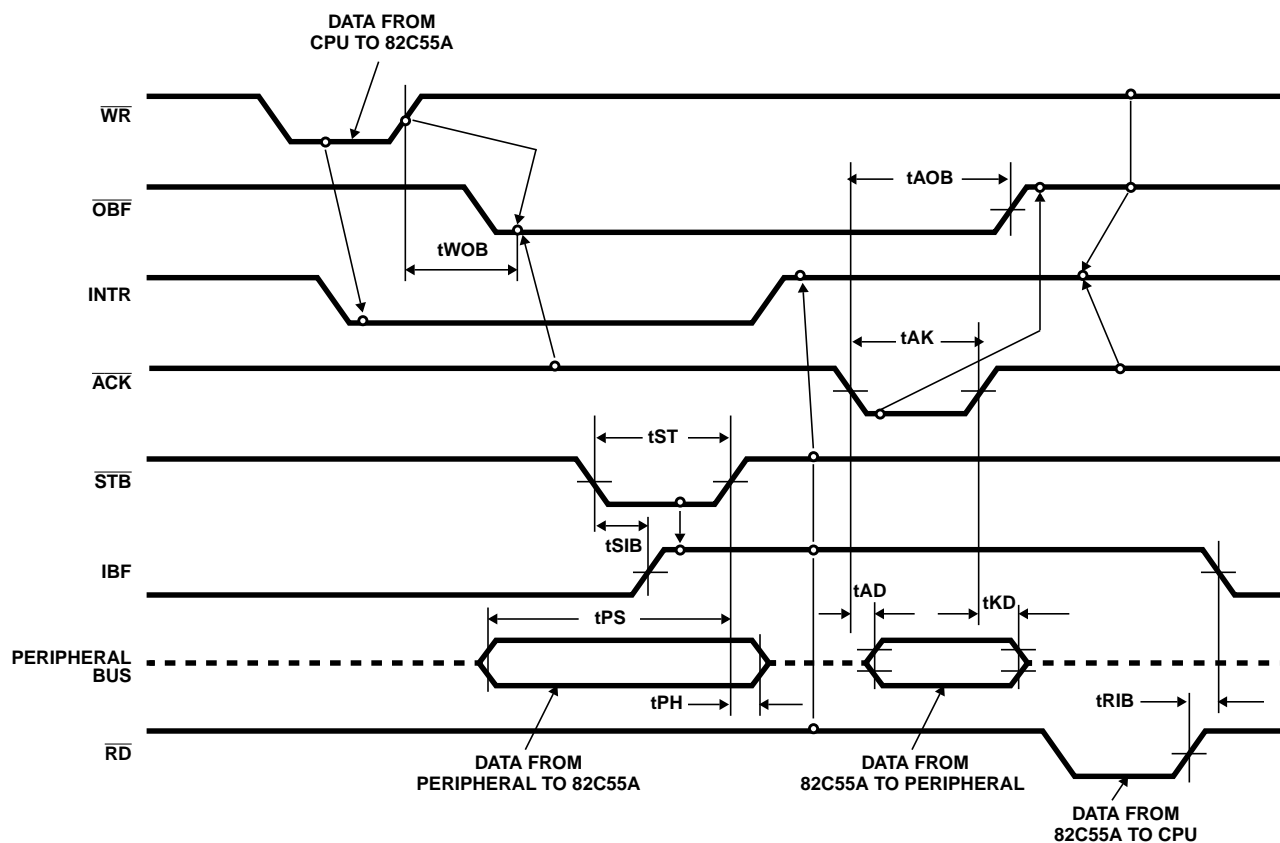 DATA FROM
CPU TO 82C55A
WR
tAOB
OBF
tWOB
INTR
tAK
ACK
tST
STB
tSIB
IBF
tAD
tKD
tPS
PERIPHERAL
BUS
tPH
tRIB
RD
DATA FROM
PERIPHERAL TO 82C55A
DATA FROM
82C55A TO PERIPHERAL
DATA FROM
82C55A TO CPU